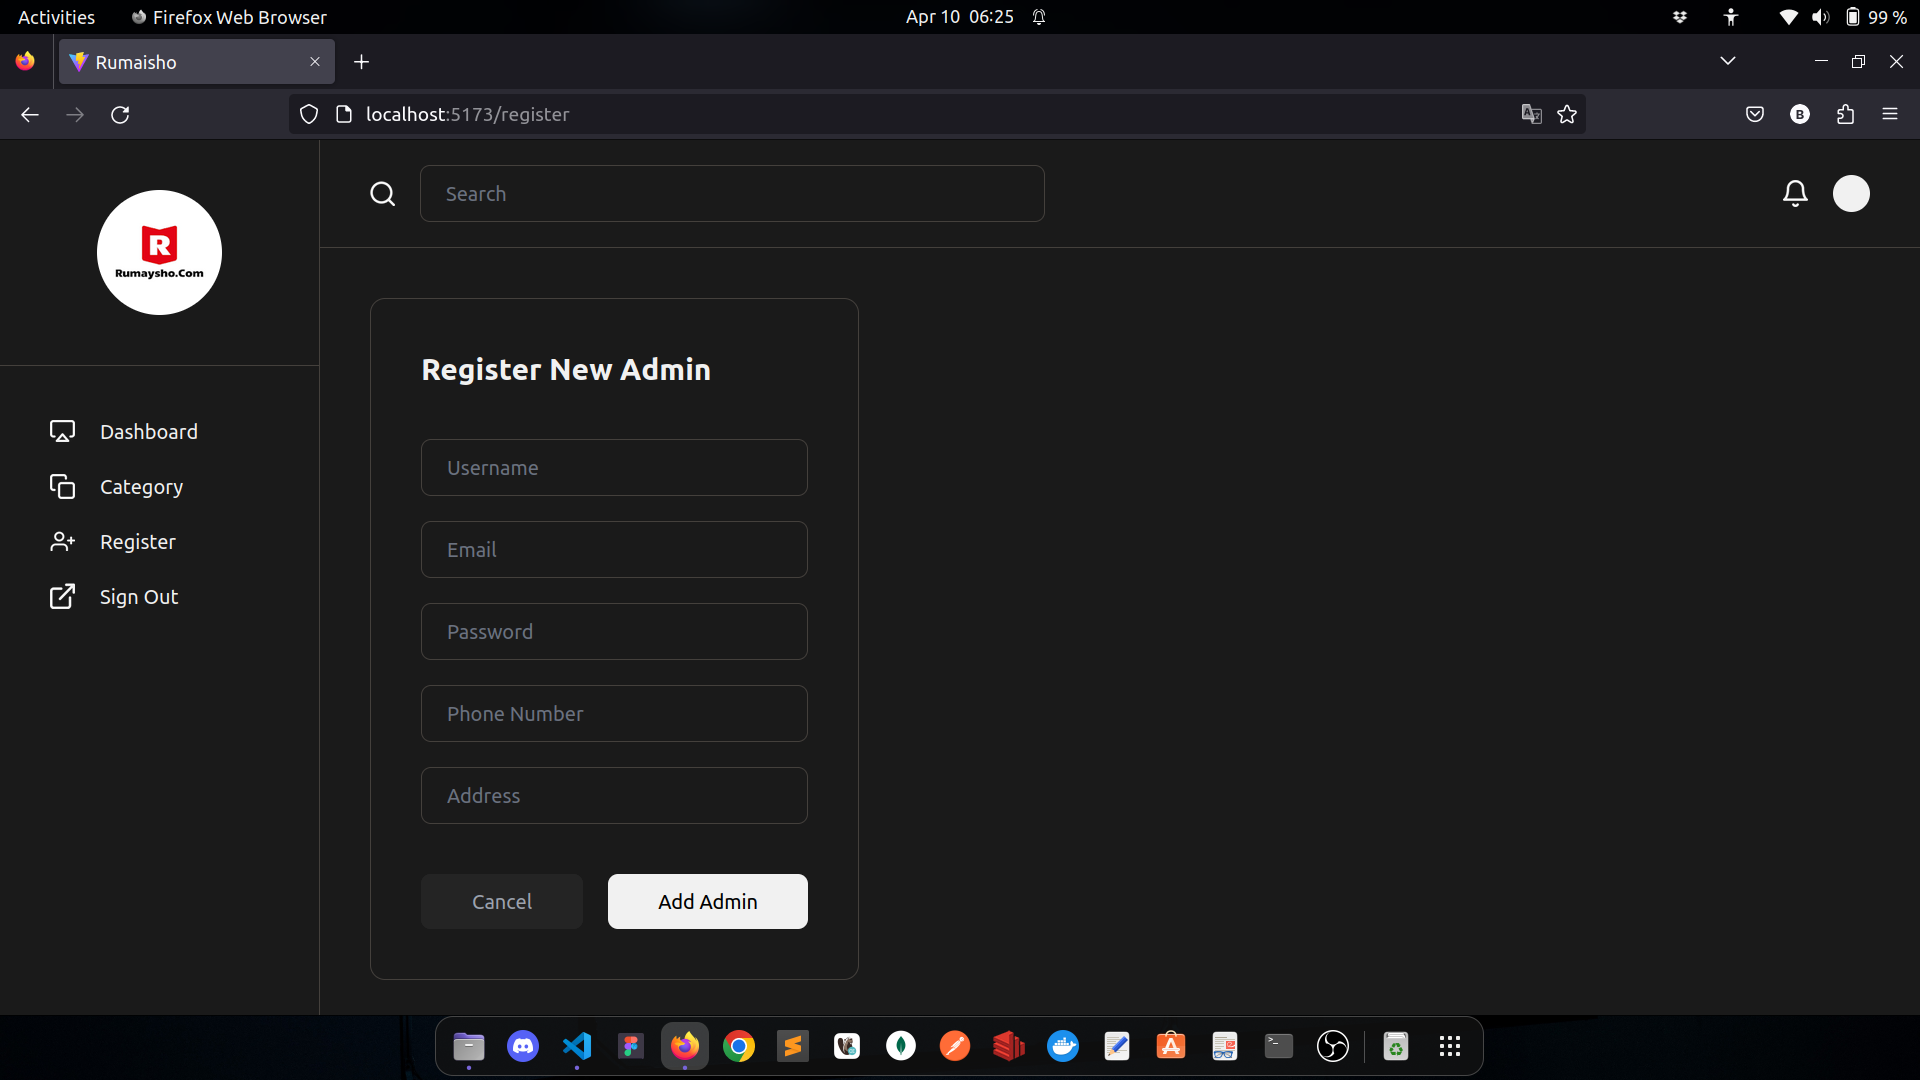 Activities
Firefox Web Browser
Apr 10 06:25
99 %
Rumaisho
localhost:5173/register
R
Rumaysho.Com
Search
Dashboard
Category
Register
Sign Out
Register New Admin
Username
Email
Password
Phone Number
Address
Cancel
Add Admin